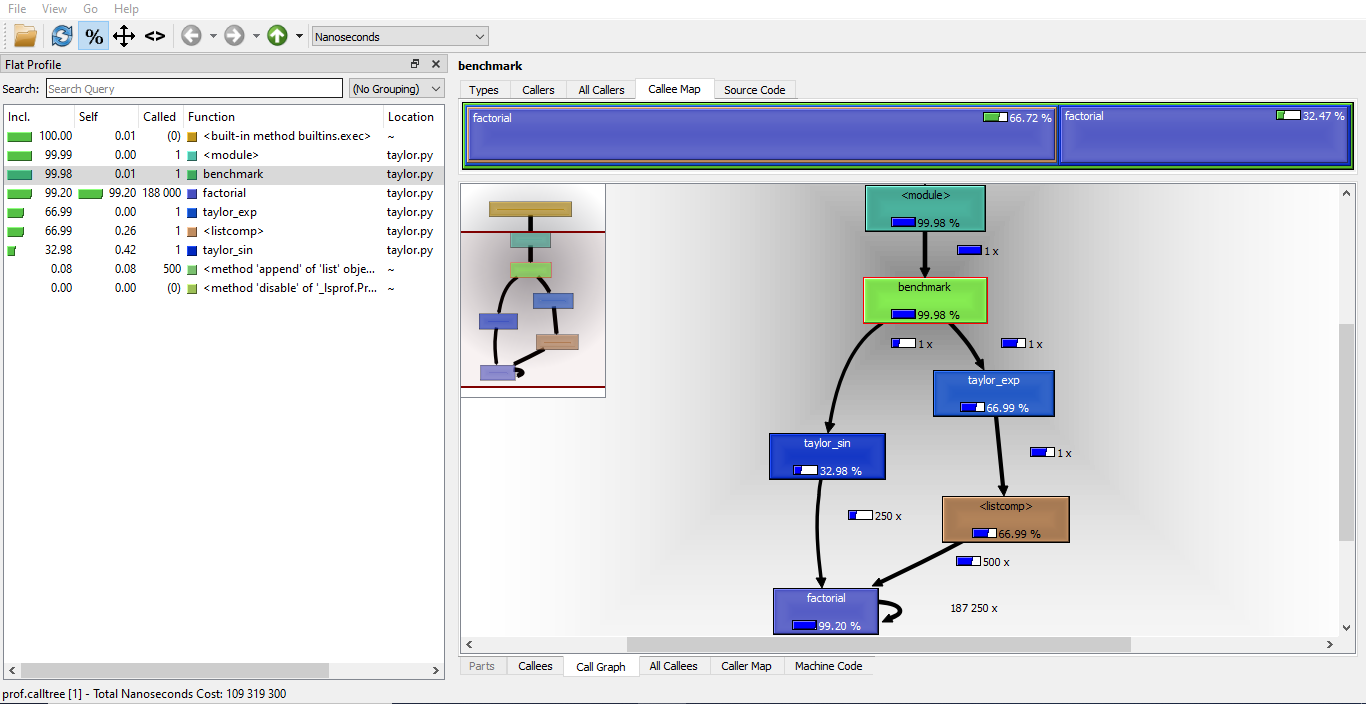 File View Go Help
% <> Nanoseconds
Flat Profile
Search: Search Query (No Grouping)
Incl. Self Called Function Location
100.00 0.01 (0) <built-in method builtins.exec> ~
99.99 0.00 1 <module> taylor.py
99.98 0.01 1 benchmark taylor.py
99.20 99.20 188 000 factorial taylor.py
66.99 0.00 1 taylor_exp taylor.py
66.99 0.26 1 <listcomp> taylor.py
32.98 0.42 1 taylor_sin taylor.py
0.08 0.08 500 <method 'append' of 'list' obje... ~
0.00 0.00 (0) <method 'disable' of '_lsprof.Pr... ~
benchmark
Types Callers All Callers Callee Map Source Code
factorial 66.72 % factorial 32.47 %
<module>
99.98 %
1 x
benchmark
99.98 %
1 x 1 x
taylor_exp
66.99 %
taylor_sin
32.98 %
1 x
<listcomp>
66.99 %
250 x
500 x
factorial
99.20 %
187 250 x
Parts Callees Call Graph All Callees Caller Map Machine Code
prof.calltree [1] - Total Nanoseconds Cost: 109 319 300